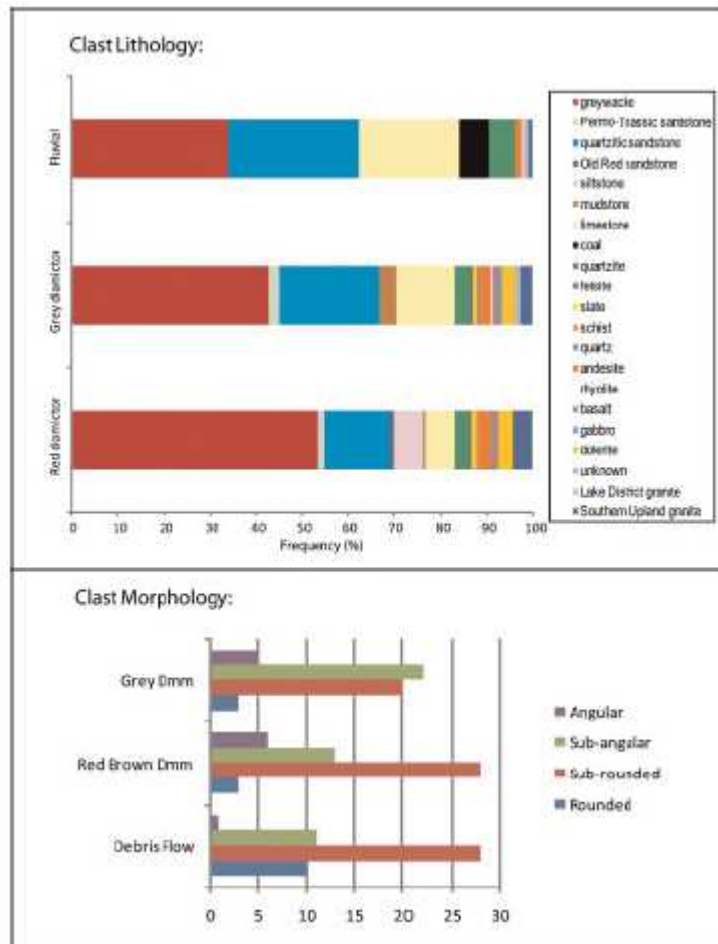 Clast Lithology:
Fluvial
Grey diamictor
Red diamictor
0 10 20 30 40 50 60 70 80 90 100
Frequency (%)
greywacke
Permo-Trassic sandstone
quartzitic sandstone
Old Red sandstone
siltstone
mudstone
limestone
coal
quartzite
felsite
slate
schist
quartz
andesite
rhyolite
basalt
gabbro
dolerite
unknown
Lake District granite
Southern Upland granite
Clast Morphology:
Grey Dmm
Red Brown Dmm
Debris Flow
0 5 10 15 20 25 30
Angular
Sub-angular
Sub-rounded
Rounded